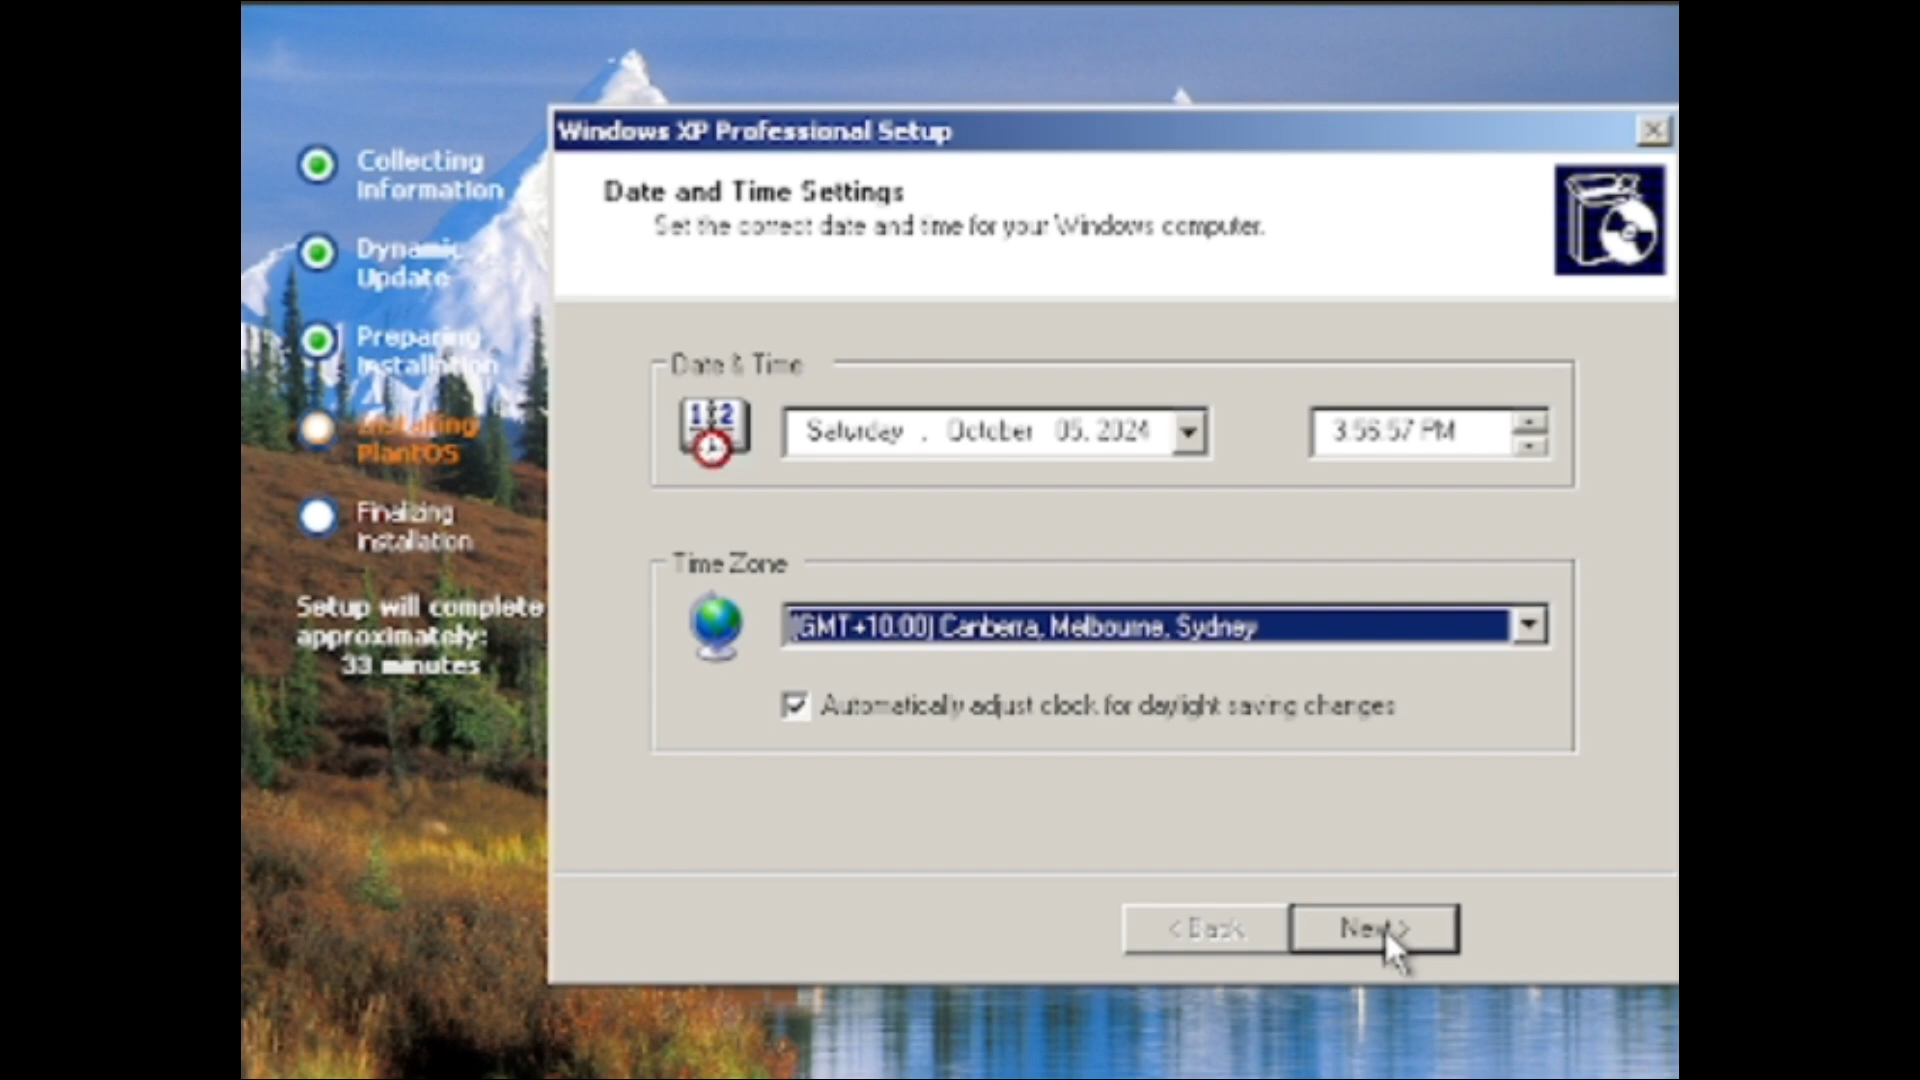 Windows XP Professional Setup
Collecting
Information
Dynamic
Update
Preparing
Installation
Installing
PlantOS
Finalizing
Installation
Setup will complete
approximately:
33 minutes
Date and Time Settings
Set the correct date and time for your Windows computer.
Date & Time
12
Saturday , October 05, 2024
3:56:57 PM
Time Zone
(GMT+10:00) Canberra, Melbourne, Sydney
Automatically adjust clock for daylight saving changes
< Back
Next >